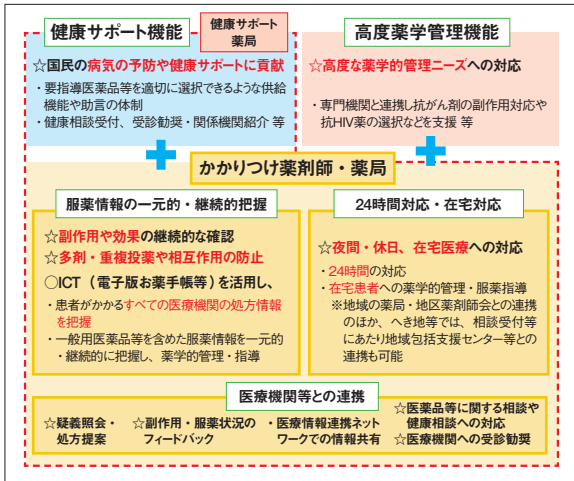 健康サポート機能
健康サポート
薬局
☆国民の病気の予防や健康サポートに貢献
・要指導医薬品等を適切に選択できるような供給
機能や助言の体制
・健康相談受付、受診勧奨・関係機関紹介 等
高度薬学管理機能
☆高度な薬学的管理ニーズへの対応
・専門機関と連携し抗がん剤の副作用対応や
抗HIV薬の選択などを支援 等
かかりつけ薬剤師・薬局
服薬情報の一元的・継続的把握
☆副作用や効果の継続的な確認
☆多剤・重複投薬や相互作用の防止
○ICT（電子版お薬手帳等）を活用し、
・患者がかかるすべての医療機関の処方情報
を把握
・一般用医薬品等を含めた服薬情報を一元的
・継続的に把握し、薬学的管理・指導
24時間対応・在宅対応
☆夜間・休日、在宅医療への対応
・24時間の対応
・在宅患者への薬学的管理・服薬指導
※地域の薬局・地区薬剤師会との連携
のほか、へき地等では、相談受付等
にあたり地域包括支援センター等との
連携も可能
医療機関等との連携
☆疑義照会・
処方提案
☆副作用・服薬状況の
フィードバック
・医療情報連携ネット
ワークでの情報共有
☆医薬品等に関する相談や
健康相談への対応
☆医療機関への受診勧奨